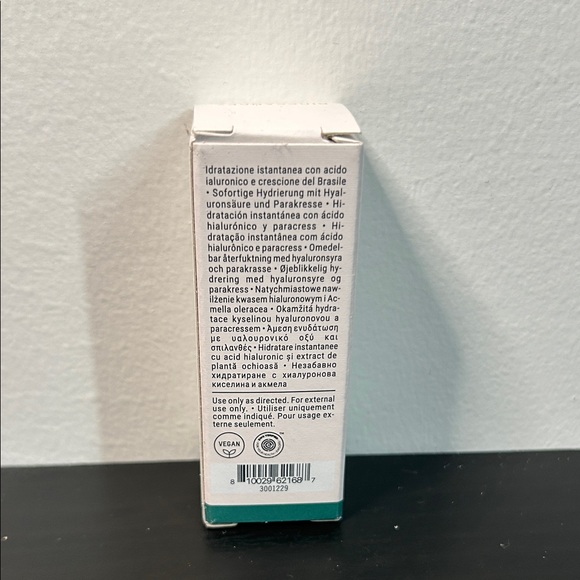 Idratazione istantanea con acido
ialuronico e crescione del Brasile
• Sofortige Hydrierung mit Hyal-
uronsäure und Parakresse • Hi-
dratación instantánea con ácido
hialurónico y paracress • Hi-
dratação instantânea com ácido
hialurônico e paracress • Omedel-
bar återfuktning med hyaluronsyra
och parakrasse • Øjeblikkelig hy-
drering med hyaluronsyre og
parakress • Natychmiastowe naw-
ilżenie kwasem hialuronowym i Ac-
mella oleracea • Okamžitá hydra-
tace kyselinou hyaluronovou a
paracressem • Άμεση ενυδάτωση
με υαλουρονικό οξύ και
σπιλανθές • Hidratare instantanee
cu acid hialuronic și extract de
plantă ochioasă • Незабавно
хидратиране с хиалуронова
киселина и акмела
Use only as directed. For external
use only. • Utiliser uniquement
comme indiqué. Pour usage ex-
terne seulement.
VEGAN
TM
8 10029 62168 7
3001229